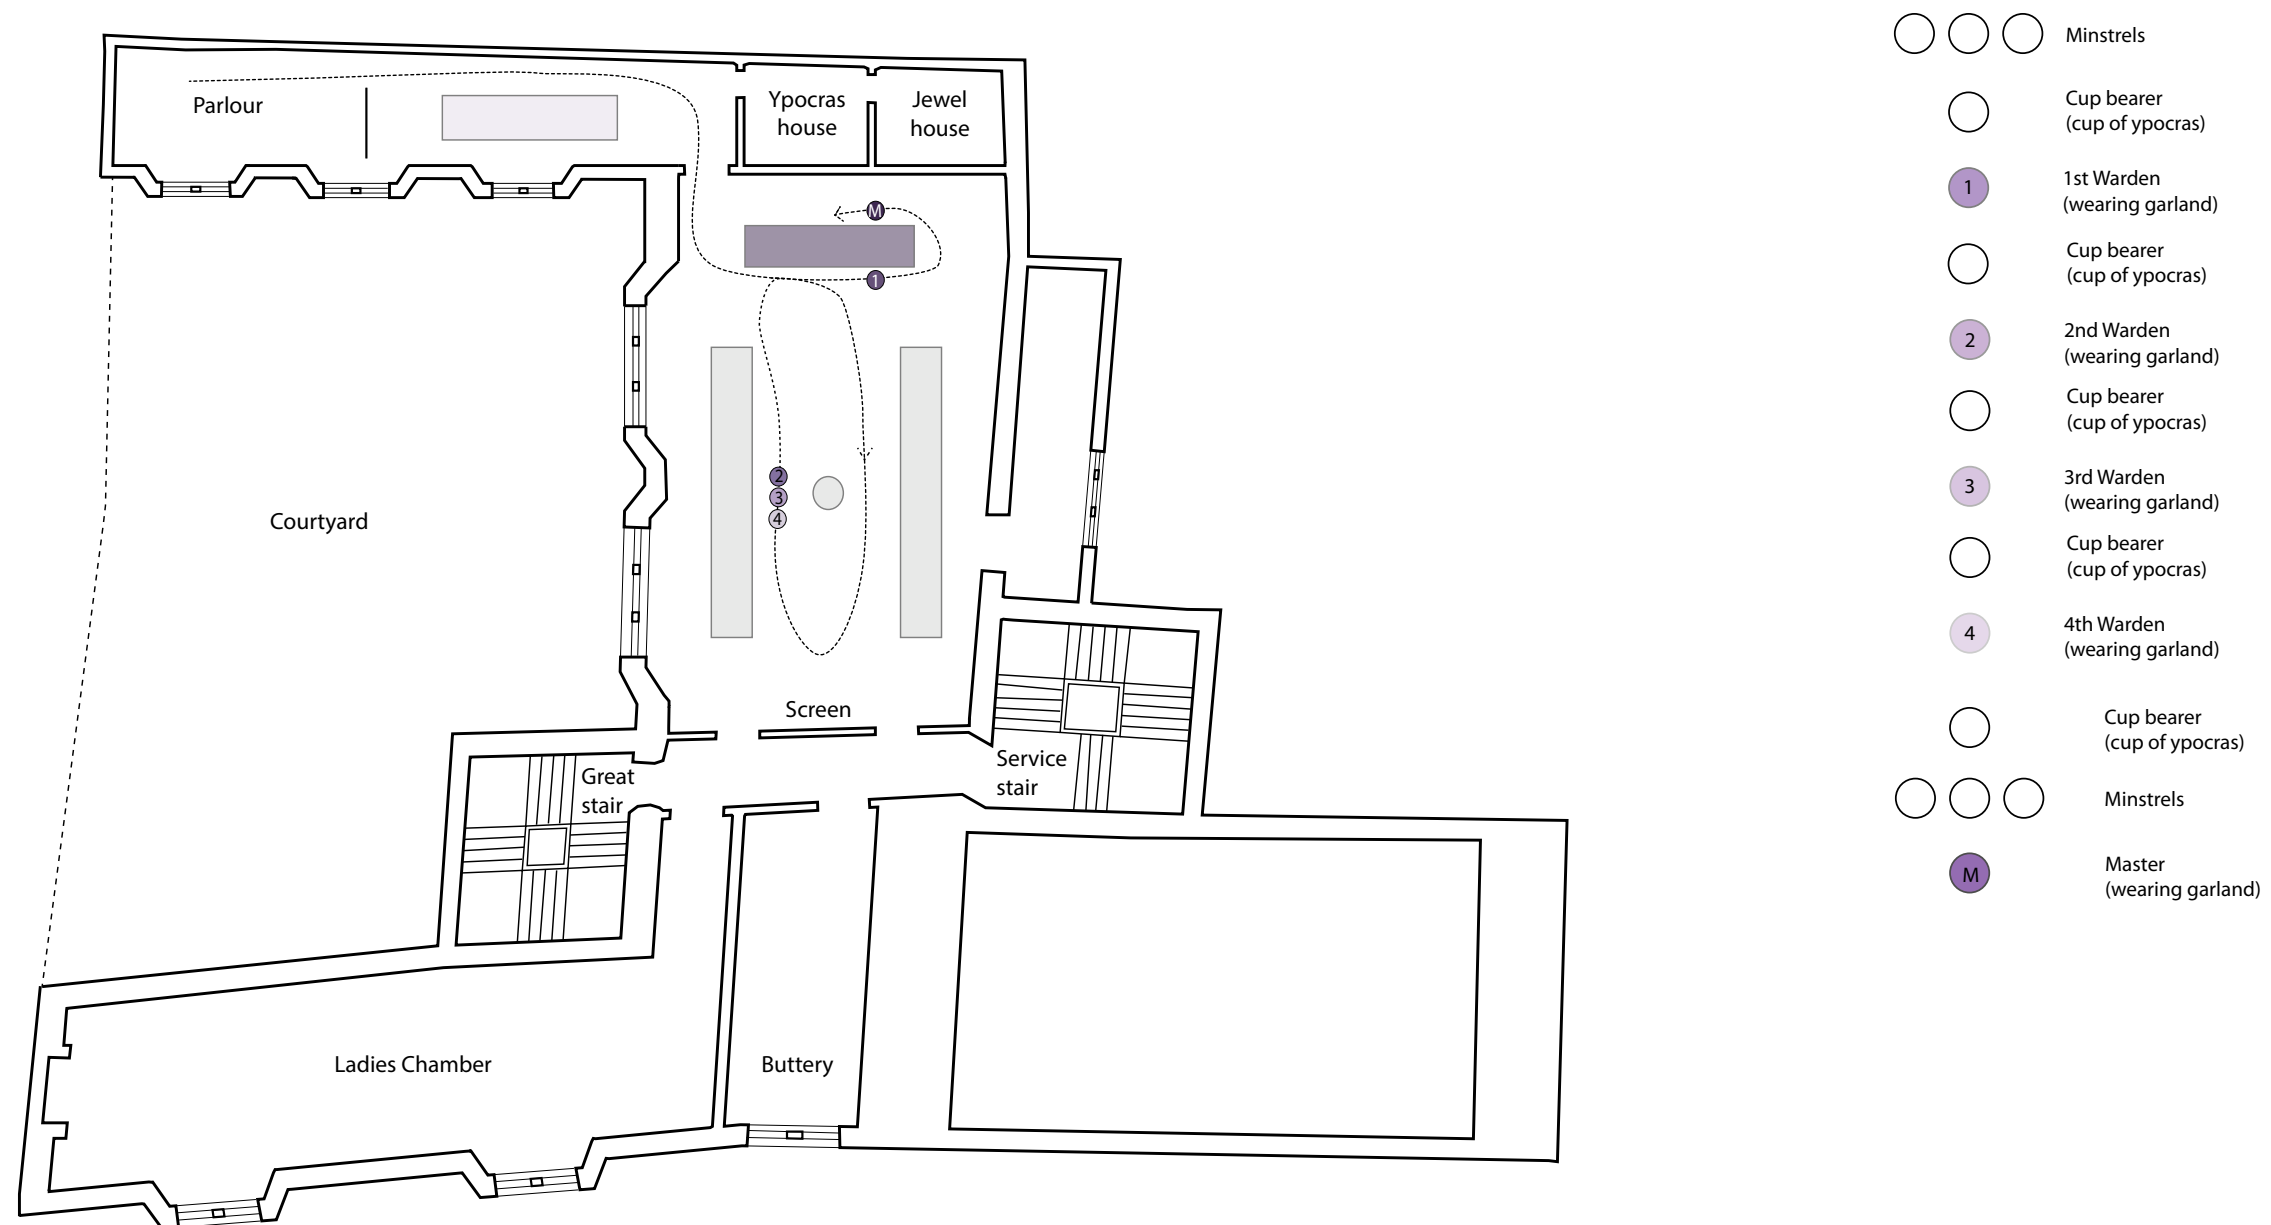 Parlour
Ypocras
house
Jewel
house
M
1
2
3
4
Courtyard
Screen
Great
stair
Service
stair
Ladies Chamber
Buttery
Minstrels
Cup bearer
(cup of ypocras)
1
1st Warden
(wearing garland)
Cup bearer
(cup of ypocras)
2
2nd Warden
(wearing garland)
Cup bearer
(cup of ypocras)
3
3rd Warden
(wearing garland)
Cup bearer
(cup of ypocras)
4
4th Warden
(wearing garland)
Cup bearer
(cup of ypocras)
Minstrels
M
Master
(wearing garland)